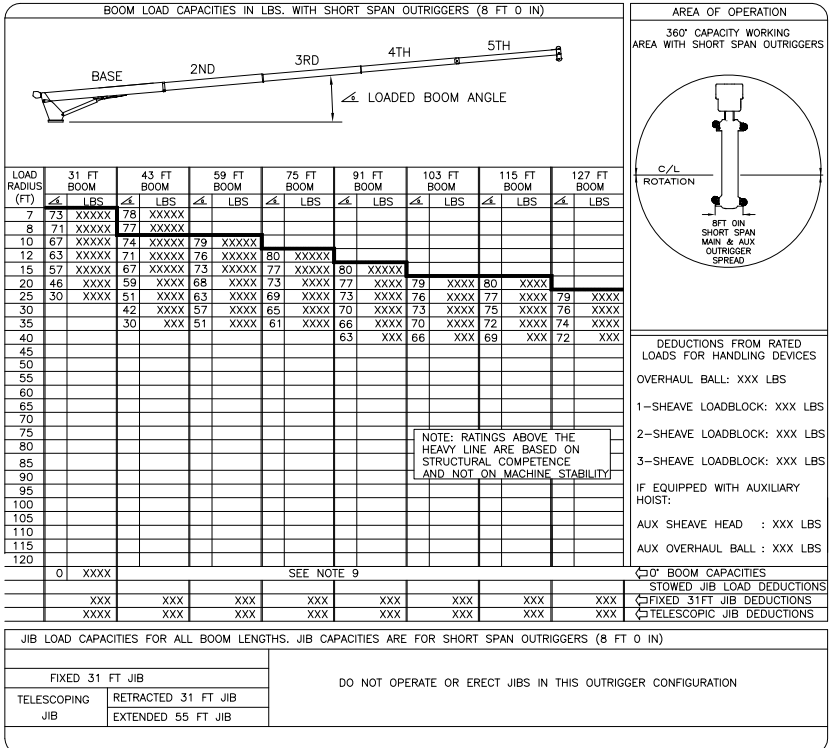 BOOM LOAD CAPACITIES IN LBS. WITH SHORT SPAN OUTRIGGERS (8 FT 0 IN)
BASE 2ND 3RD 4TH 5TH
LOADED BOOM ANGLE
LOAD RADIUS (FT) 31 FT BOOM 43 FT BOOM 59 FT BOOM 75 FT BOOM 91 FT BOOM 103 FT BOOM 115 FT BOOM 127 FT BOOM
LBS LBS LBS LBS LBS LBS LBS LBS
7 73 XXXXX 78 XXXXX
8 71 XXXXX 77 XXXXX
10 67 XXXXX 74 XXXXX 79 XXXXX
12 63 XXXXX 71 XXXXX 76 XXXXX 80 XXXXX
15 57 XXXXX 67 XXXXX 73 XXXXX 77 XXXXX 80 XXXXX
20 46 XXXX 59 XXXX 68 XXXX 73 XXXX 77 XXXX 79 XXXX 80 XXXX
25 30 XXXX 51 XXXX 63 XXXX 69 XXXX 73 XXXX 76 XXXX 77 XXXX 79 XXXX
30 42 XXXX 57 XXXX 65 XXXX 70 XXXX 73 XXXX 75 XXXX 76 XXXX
35 30 XXX 51 XXXX 61 XXXX 66 XXXX 70 XXXX 72 XXXX 74 XXXX
40 63 XXX 66 XXX 69 XXX 72 XXX
45
50
55
60
65
70
75
80
85
90
95
100
105
110
115
120
NOTE: RATINGS ABOVE THE
HEAVY LINE ARE BASED ON
STRUCTURAL COMPETENCE
AND NOT ON MACHINE STABILITY
0 XXXX SEE NOTE 9 0° BOOM CAPACITIES
STOWED JIB LOAD DEDUCTIONS
XXX XXX XXX XXX XXX XXX XXX XXX FIXED 31FT JIB DEDUCTIONS
XXXX XXX XXX XXX XXX XXX XXX XXX TELESCOPIC JIB DEDUCTIONS
AREA OF OPERATION
360° CAPACITY WORKING
AREA WITH SHORT SPAN OUTRIGGERS
C/L
ROTATION
8FT 0IN
SHORT SPAN
MAIN & AUX
OUTRIGGER
SPREAD
DEDUCTIONS FROM RATED
LOADS FOR HANDLING DEVICES
OVERHAUL BALL: XXX LBS
1-SHEAVE LOADBLOCK: XXX LBS
2-SHEAVE LOADBLOCK: XXX LBS
3-SHEAVE LOADBLOCK: XXX LBS
IF EQUIPPED WITH AUXILIARY
HOIST:
AUX SHEAVE HEAD : XXX LBS
AUX OVERHAUL BALL : XXX LBS
JIB LOAD CAPACITIES FOR ALL BOOM LENGTHS. JIB CAPACITIES ARE FOR SHORT SPAN OUTRIGGERS (8 FT 0 IN)
FIXED 31 FT JIB
TELESCOPING JIB
RETRACTED 31 FT JIB
EXTENDED 55 FT JIB
DO NOT OPERATE OR ERECT JIBS IN THIS OUTRIGGER CONFIGURATION